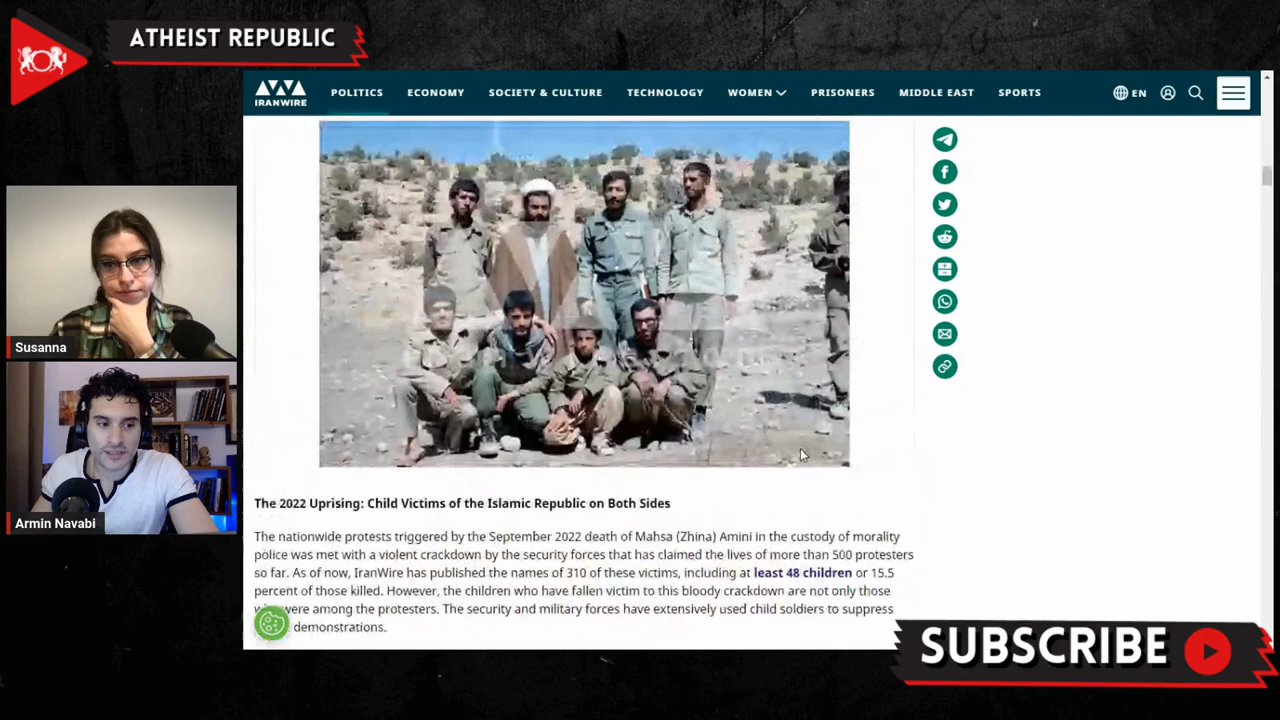 ATHEIST REPUBLIC
IRANWIRE
POLITICS ECONOMY SOCIETY & CULTURE TECHNOLOGY WOMEN PRISONERS MIDDLE EAST SPORTS EN
Susanna
Armin Navabi
The 2022 Uprising: Child Victims of the Islamic Republic on Both Sides
The nationwide protests triggered by the September 2022 death of Mahsa (Zhina) Amini in the custody of morality
police was met with a violent crackdown by the security forces that has claimed the lives of more than 500 protesters
so far. As of now, IranWire has published the names of 310 of these victims, including at least 48 children or 15.5
percent of those killed. However, the children who have fallen victim to this bloody crackdown are not only those
were among the protesters. The security and military forces have extensively used child soldiers to suppress
demonstrations.
SUBSCRIBE